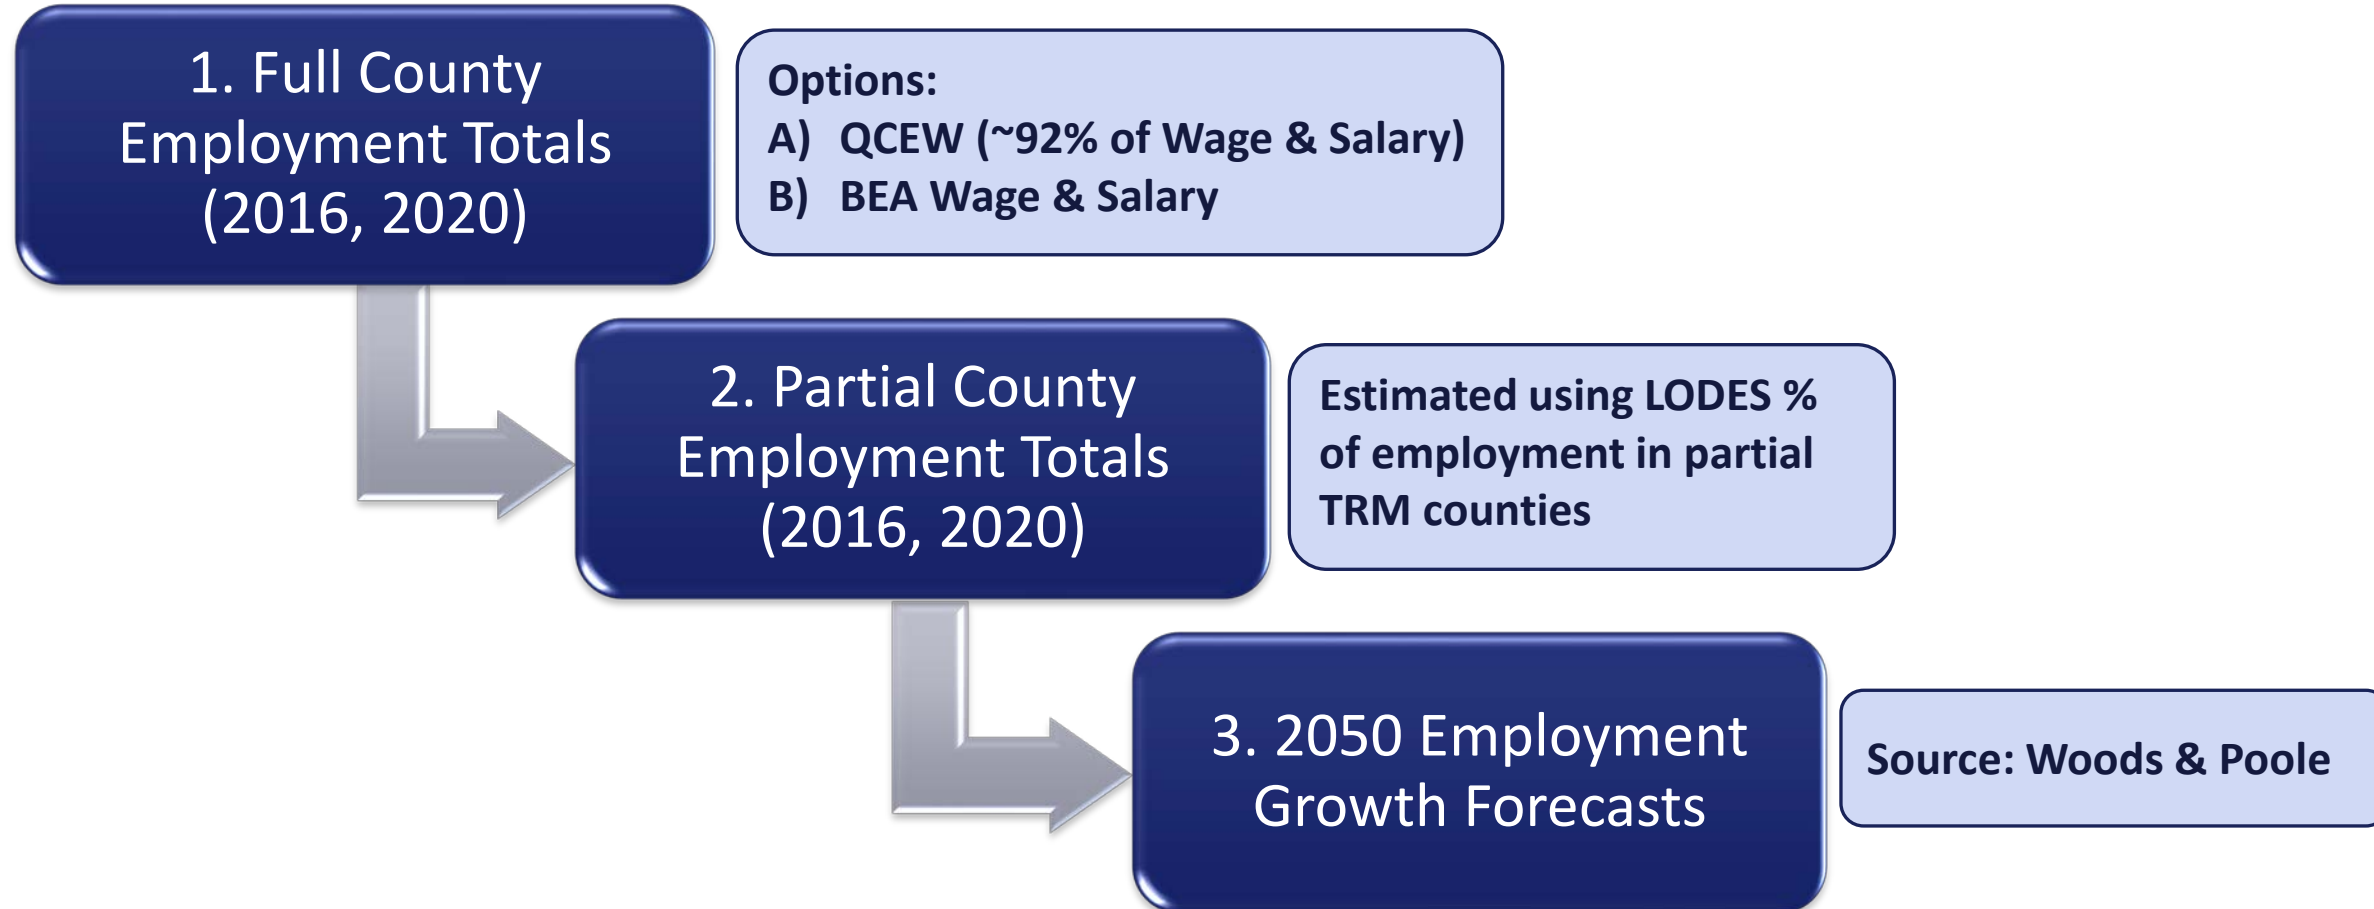 1. Full County
Employment Totals
(2016, 2020)
Options:
A) QCEW (~92% of Wage & Salary)
B) BEA Wage & Salary
2. Partial County
Employment Totals
(2016, 2020)
Estimated using LODES %
of employment in partial
TRM counties
3. 2050 Employment
Growth Forecasts
Source: Woods & Poole